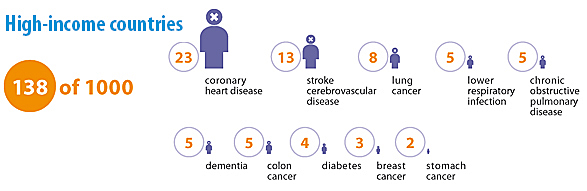 High-income countries
138 of 1000
23
coronary
heart disease
13
stroke
cerebrovascular
disease
8
lung
cancer
5
lower
respiratory
infection
5
chronic
obstructive
pulmonary
disease
5
dementia
5
colon
cancer
4
diabetes
3
breast
cancer
2
stomach
cancer